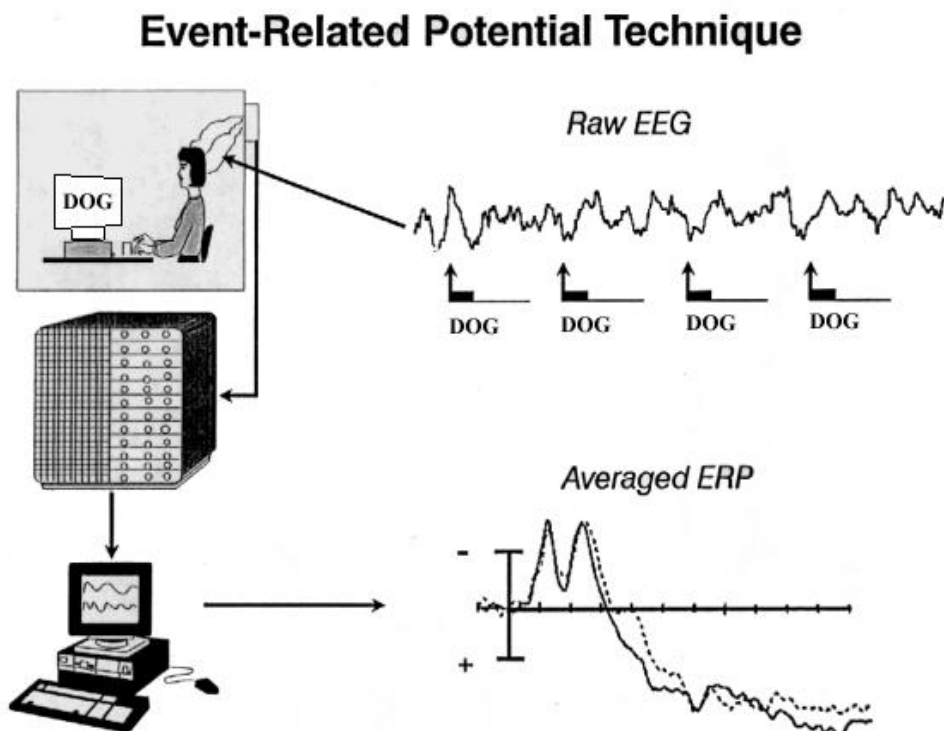 Event-Related Potential Technique
DOG
Raw EEG
DOG
DOG
DOG
DOG
Averaged ERP
-
+